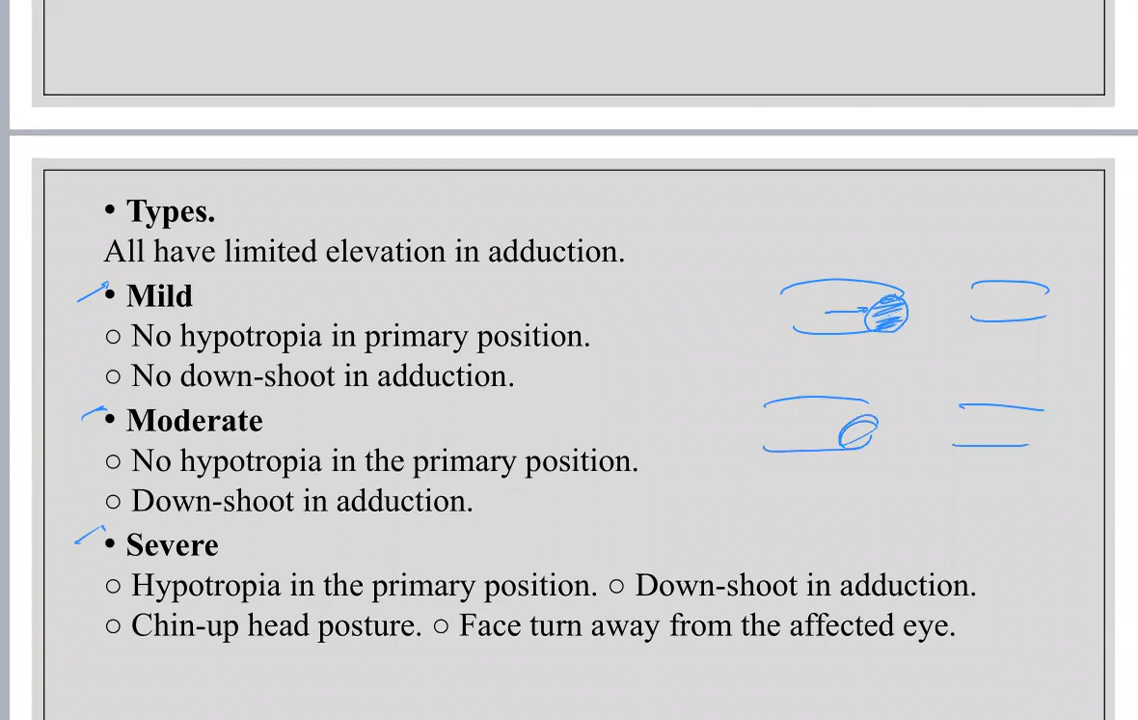 • Types.
All have limited elevation in adduction.
• Mild
○ No hypotropia in primary position.
○ No down-shoot in adduction.
• Moderate
○ No hypotropia in the primary position.
○ Down-shoot in adduction.
• Severe
○ Hypotropia in the primary position. ○ Down-shoot in adduction.
○ Chin-up head posture. ○ Face turn away from the affected eye.